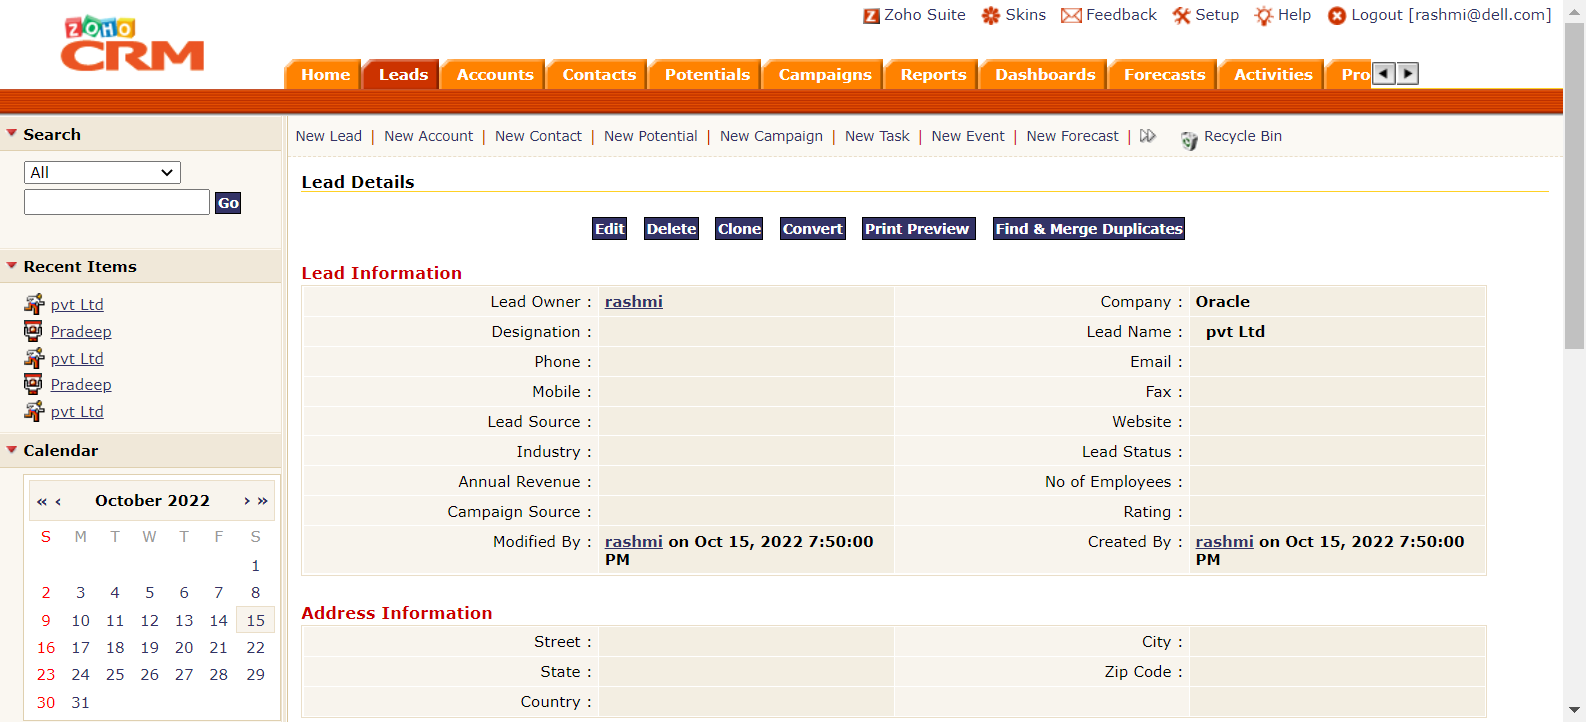 ZOHO
CRM
Zoho Suite Skins Feedback Setup Help Logout [rashmi@dell.com]
Home Leads Accounts Contacts Potentials Campaigns Reports Dashboards Forecasts Activities Pro
Search
All
Go
Recent Items
pvt Ltd
Pradeep
pvt Ltd
Pradeep
pvt Ltd
Calendar
« ‹ October 2022 › »
S M T W T F S
1
2 3 4 5 6 7 8
9 10 11 12 13 14 15
16 17 18 19 20 21 22
23 24 25 26 27 28 29
30 31
New Lead | New Account | New Contact | New Potential | New Campaign | New Task | New Event | New Forecast | Recycle Bin
Lead Details
Edit Delete Clone Convert Print Preview Find & Merge Duplicates
Lead Information
Lead Owner : rashmi Company : Oracle
Designation : Lead Name : pvt Ltd
Phone : Email :
Mobile : Fax :
Lead Source : Website :
Industry : Lead Status :
Annual Revenue : No of Employees :
Campaign Source : Rating :
Modified By : rashmi on Oct 15, 2022 7:50:00 PM Created By : rashmi on Oct 15, 2022 7:50:00 PM
Address Information
Street : City :
State : Zip Code :
Country :